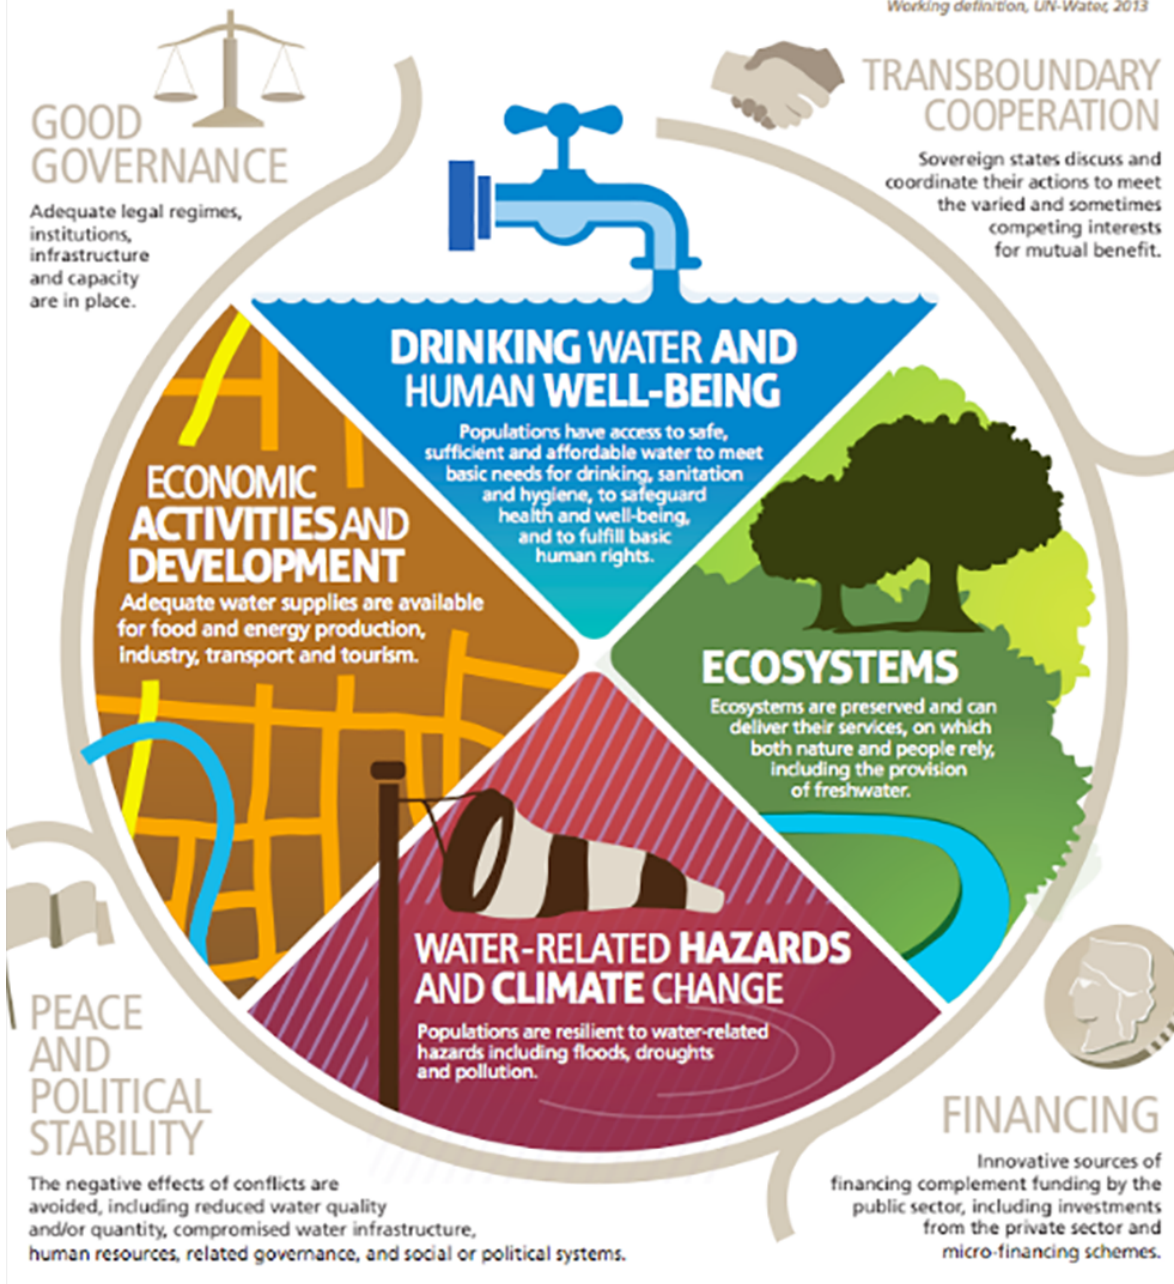 Working definition, UN-Water, 2013
GOOD
GOVERNANCE
Adequate legal regimes,
institutions,
infrastructure
and capacity
are in place.
TRANSBOUNDARY
COOPERATION
Sovereign states discuss and
coordinate their actions to meet
the varied and sometimes
competing interests
for mutual benefit.
DRINKING WATER AND
HUMAN WELL-BEING
Populations have access to safe,
sufficient and affordable water to meet
basic needs for drinking, sanitation
and hygiene, to safeguard
health and well-being,
and to fulfill basic
human rights.
ECONOMIC
ACTIVITIES AND
DEVELOPMENT
Adequate water supplies are available
for food and energy production,
industry, transport and tourism.
ECOSYSTEMS
Ecosystems are preserved and can
deliver their services, on which
both nature and people rely,
including the provision
of freshwater.
WATER-RELATED HAZARDS
AND CLIMATE CHANGE
Populations are resilient to water-related
hazards including floods, droughts
and pollution.
PEACE
AND
POLITICAL
STABILITY
The negative effects of conflicts are
avoided, including reduced water quality
and/or quantity, compromised water infrastructure,
human resources, related governance, and social or political systems.
FINANCING
Innovative sources of
financing complement funding by the
public sector, including investments
from the private sector and
micro-financing schemes.